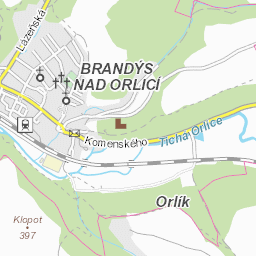 Lázeňská
BRANDÝS
NAD ORLICÍ
Komenského
Tichá Orlice
Orlík
Klopot
397